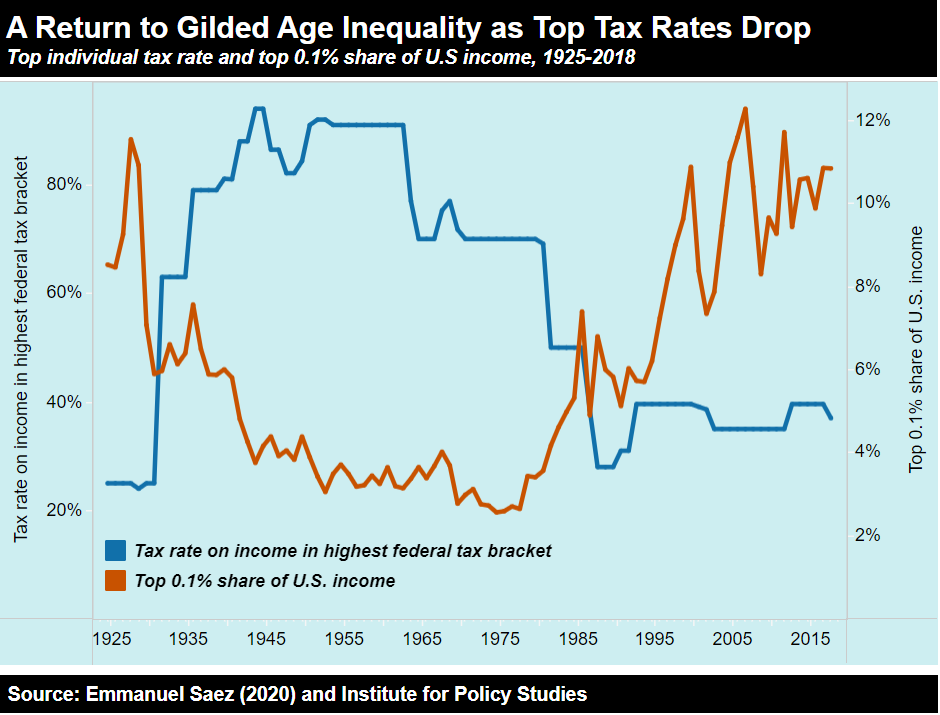 A Return to Gilded Age Inequality as Top Tax Rates Drop
Top individual tax rate and top 0.1% share of U.S income, 1925-2018
Tax rate on income in highest federal tax bracket
80%
60%
40%
20%
12%
10%
8%
6%
4%
2%
Top 0.1% share of U.S. income
Tax rate on income in highest federal tax bracket
Top 0.1% share of U.S. income
1925 1935 1945 1955 1965 1975 1985 1995 2005 2015
Source: Emmanuel Saez (2020) and Institute for Policy Studies